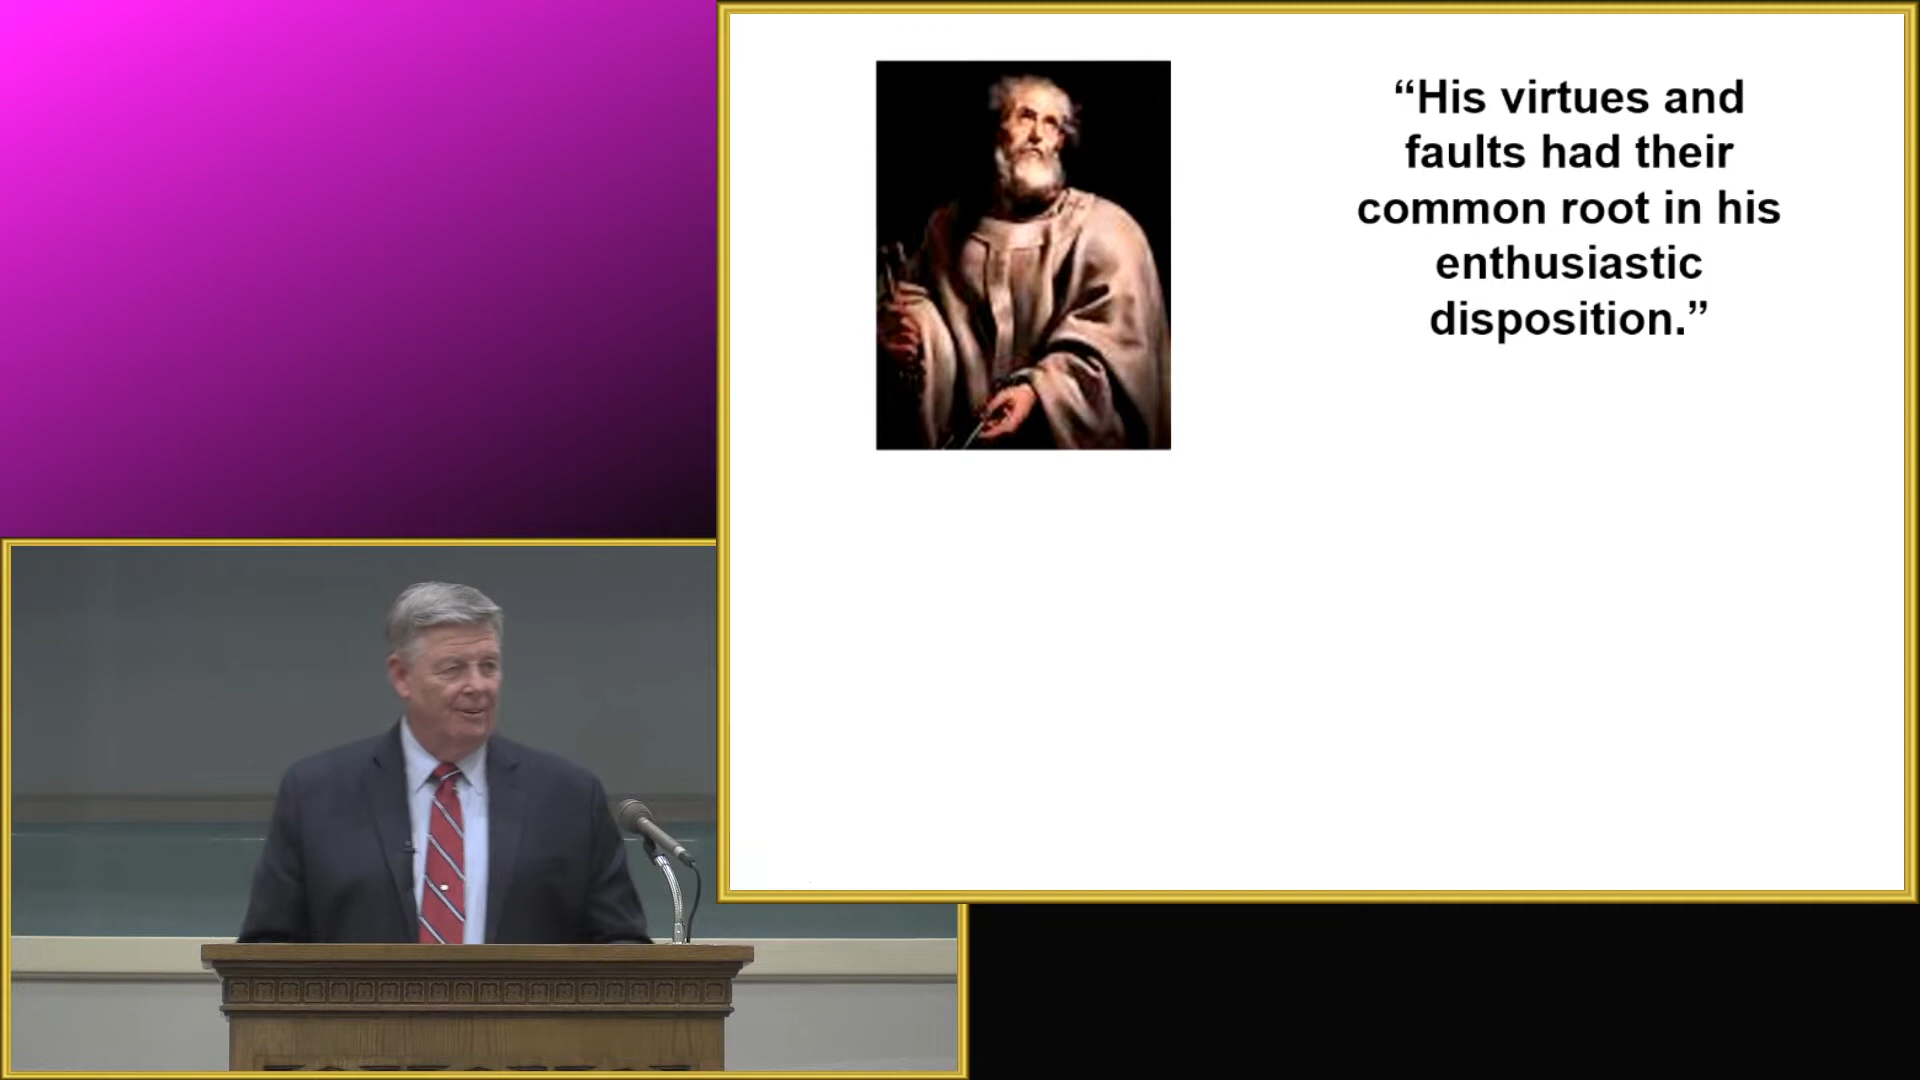 “His virtues and
faults had their
common root in his
enthusiastic
disposition.”